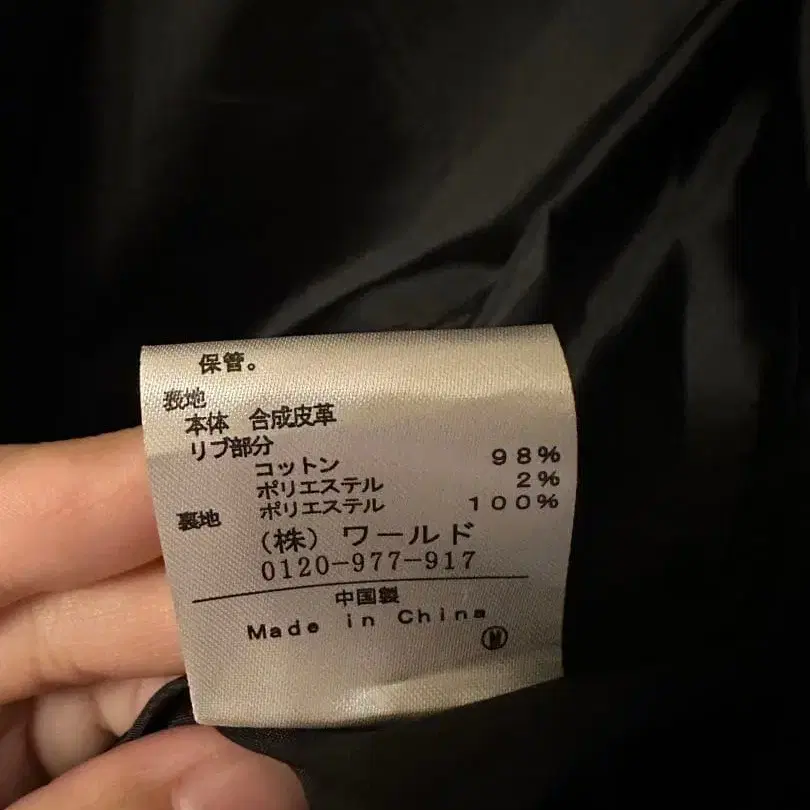 保管。
表地
本体 合成皮革
リブ部分
コットン 98%
ポリエステル 2%
裏地 ポリエステル 100%
(株) ワールド
0120-977-917
中国製
Made in China
M